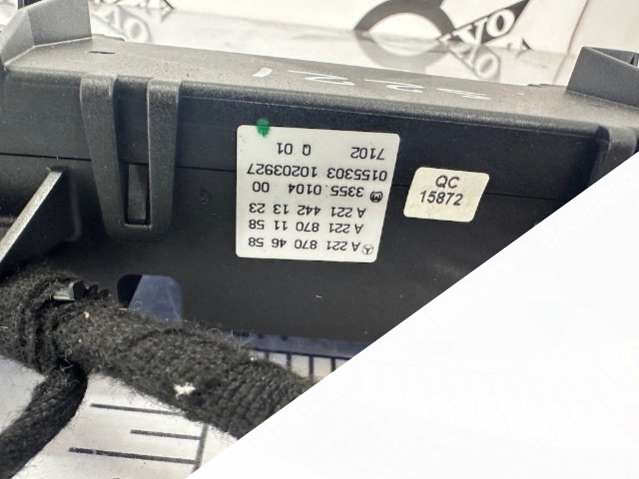 A 221 870 46 58
A 221 870 11 58
A 221 442 13 23
3355.0104 00
0155303 10203927
7102 Q 01
QC
15872
221